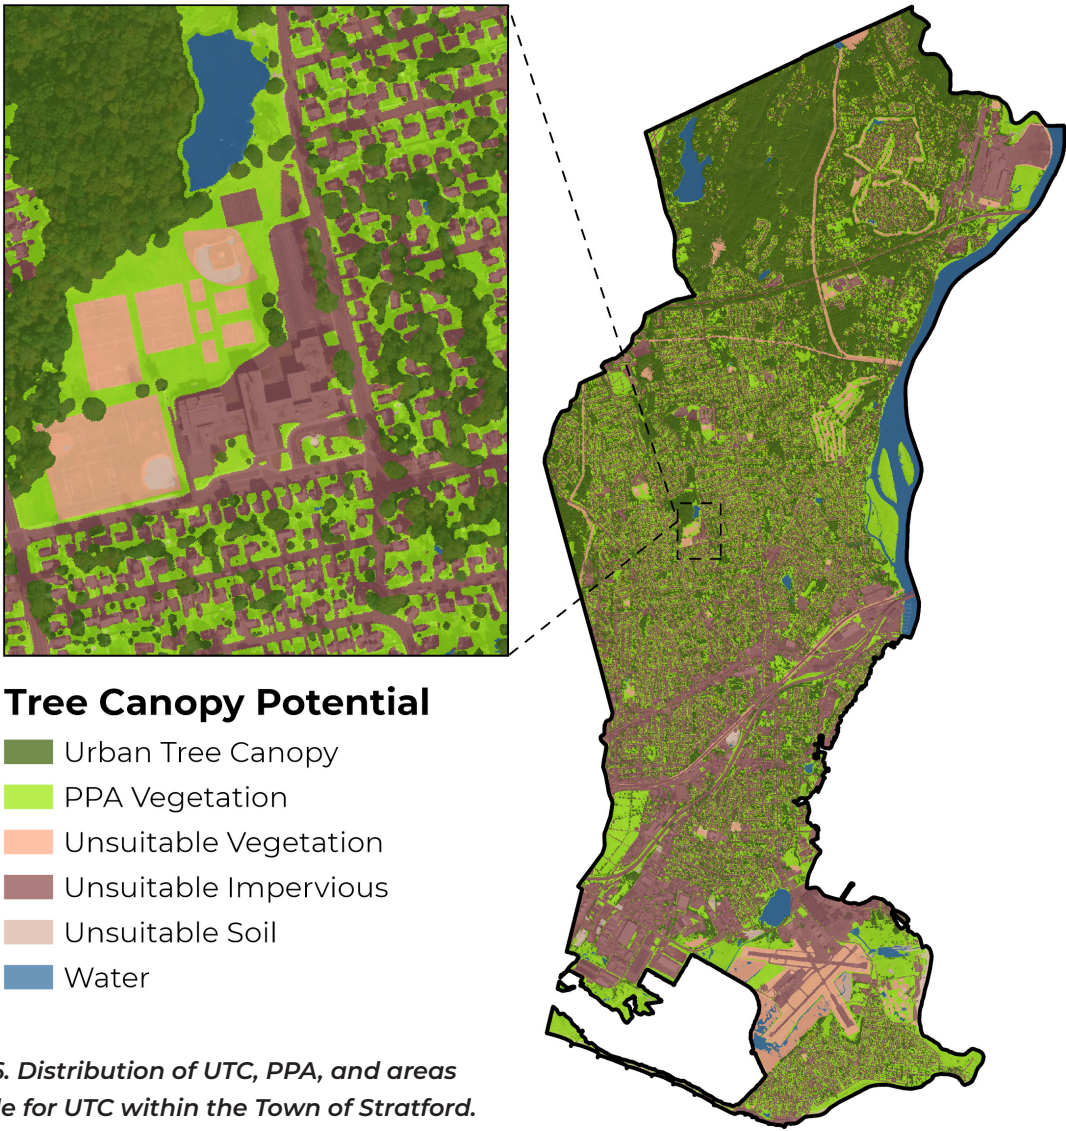 Tree Canopy Potential
Urban Tree Canopy
PPA Vegetation
Unsuitable Vegetation
Unsuitable Impervious
Unsuitable Soil
Water
. Distribution of UTC, PPA, and areas
for UTC within the Town of Stratford.